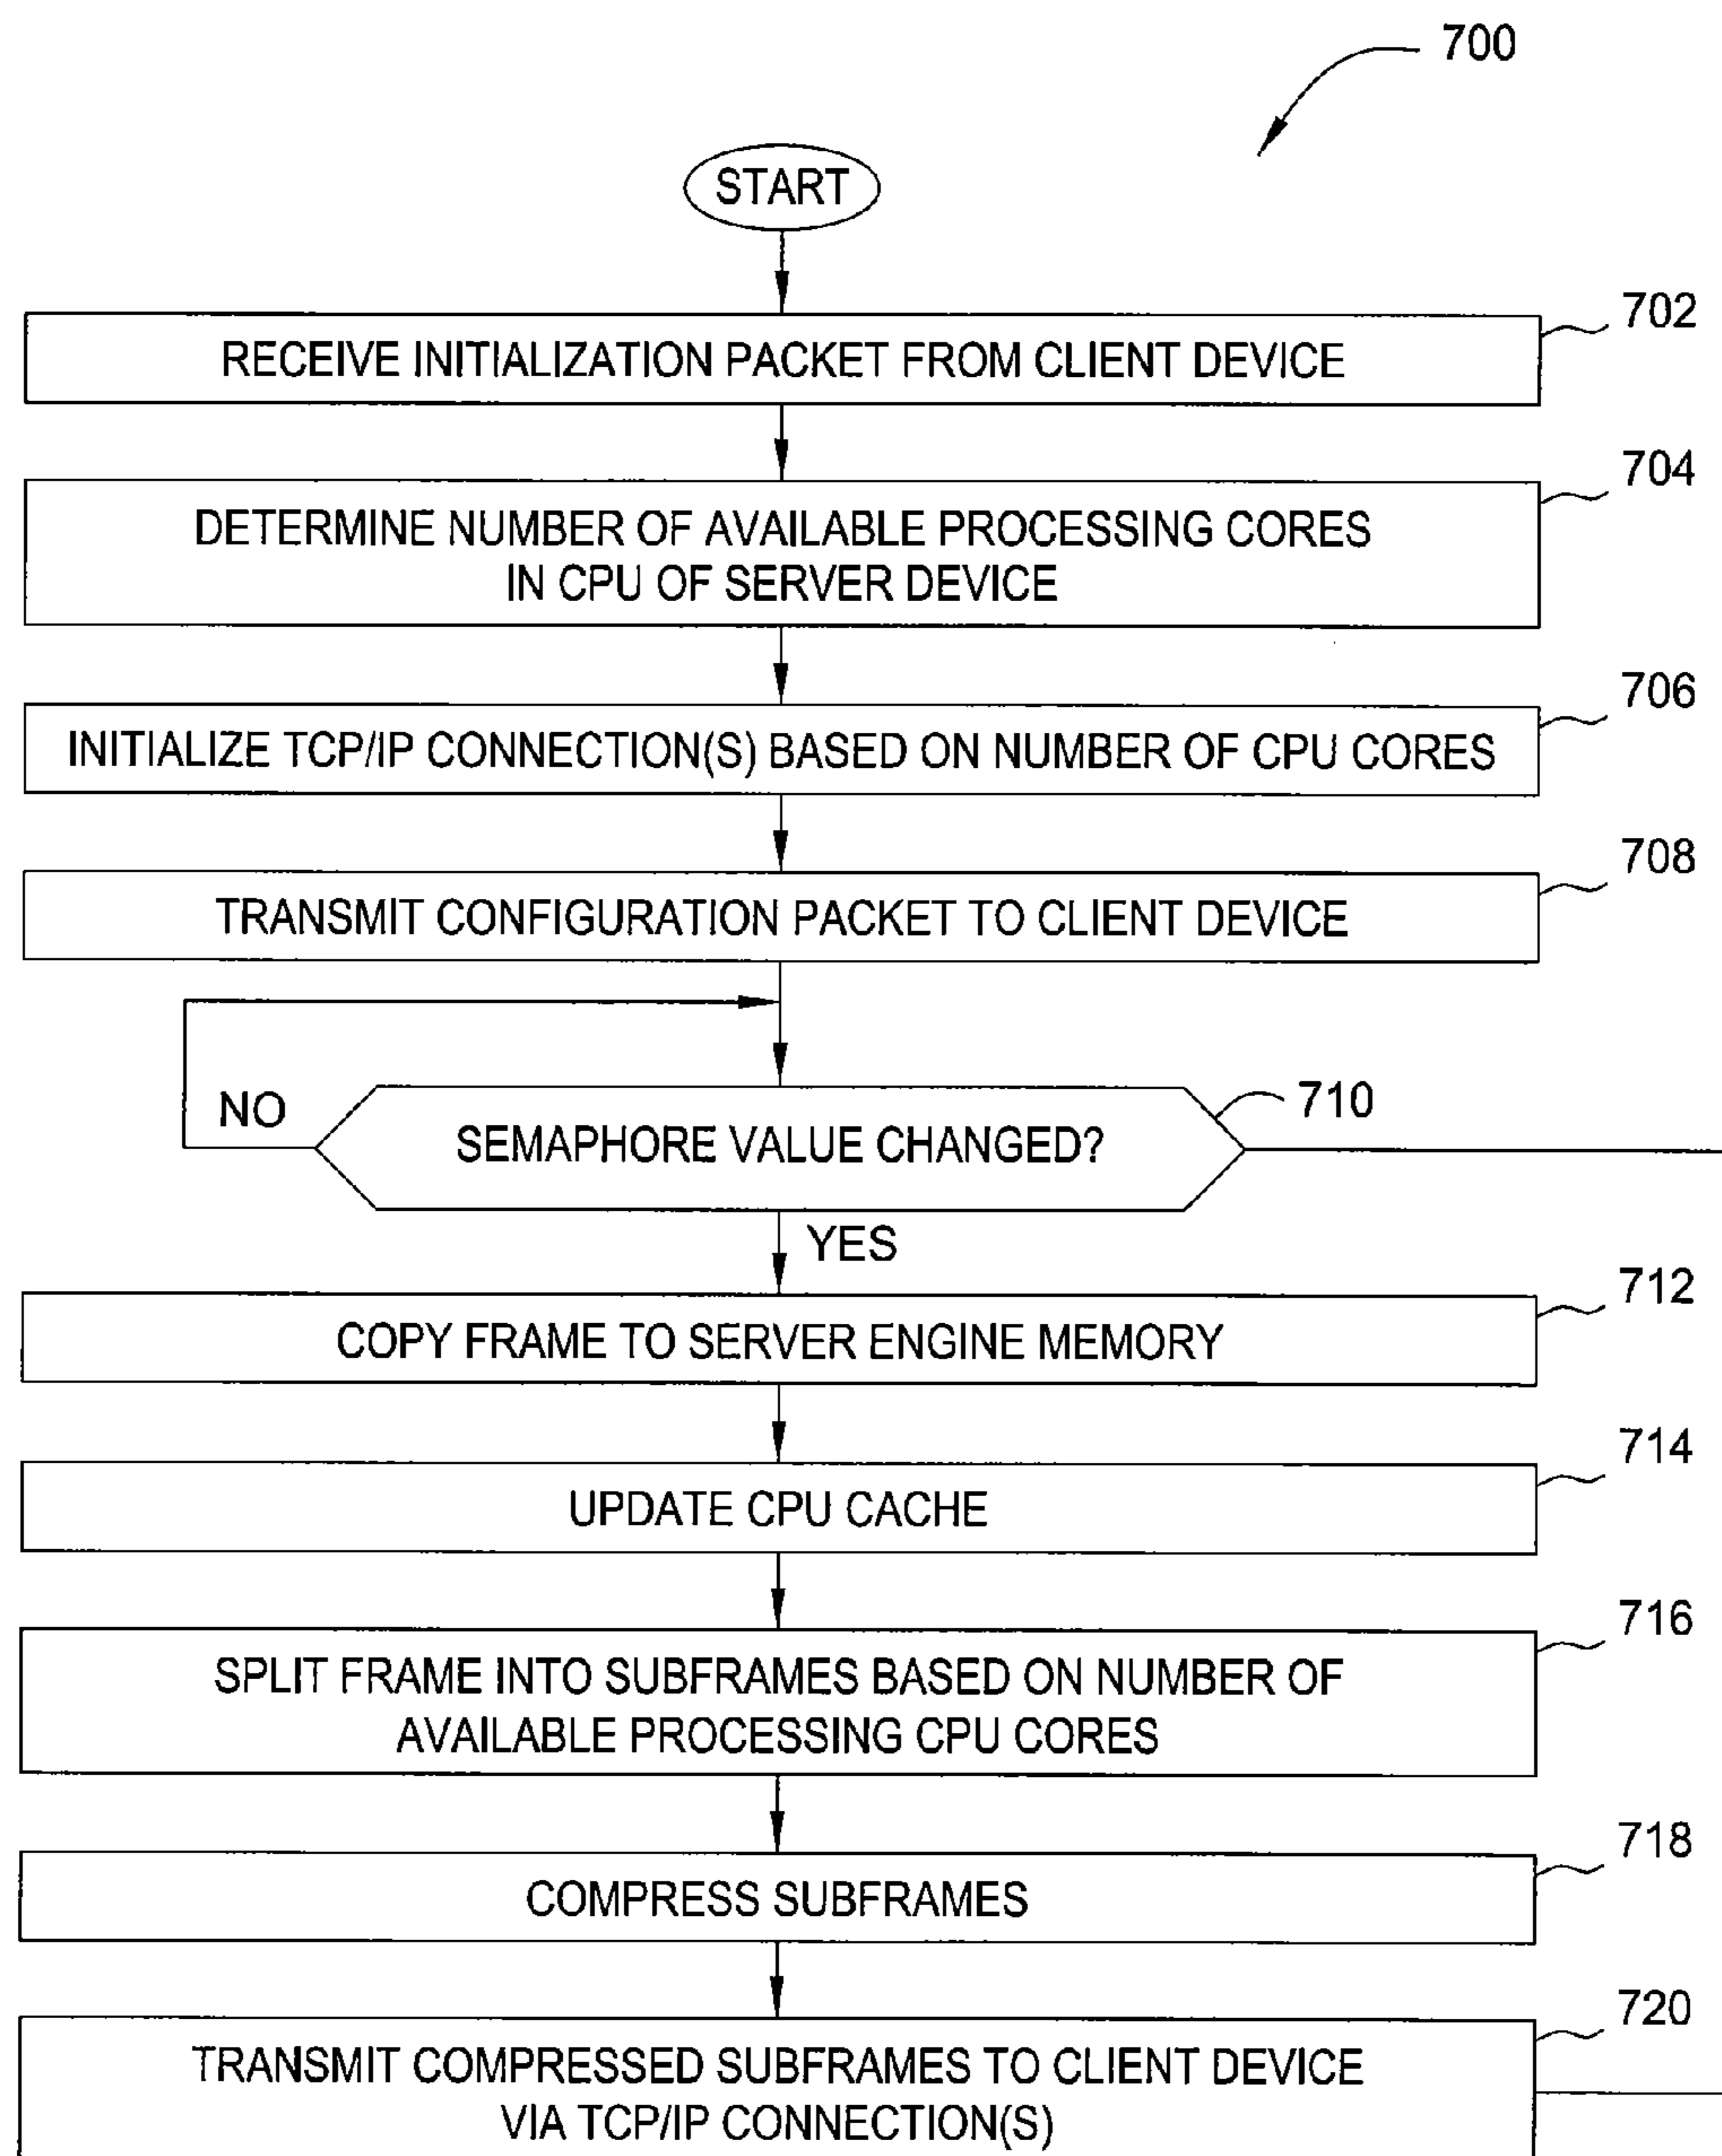 700
START
702
RECEIVE INITIALIZATION PACKET FROM CLIENT DEVICE
704
DETERMINE NUMBER OF AVAILABLE PROCESSING CORES
IN CPU OF SERVER DEVICE
706
INITIALIZE TCP/IP CONNECTION(S) BASED ON NUMBER OF CPU CORES
708
TRANSMIT CONFIGURATION PACKET TO CLIENT DEVICE
NO
710
SEMAPHORE VALUE CHANGED?
YES
712
COPY FRAME TO SERVER ENGINE MEMORY
714
UPDATE CPU CACHE
716
SPLIT FRAME INTO SUBFRAMES BASED ON NUMBER OF
AVAILABLE PROCESSING CPU CORES
718
COMPRESS SUBFRAMES
720
TRANSMIT COMPRESSED SUBFRAMES TO CLIENT DEVICE
VIA TCP/IP CONNECTION(S)